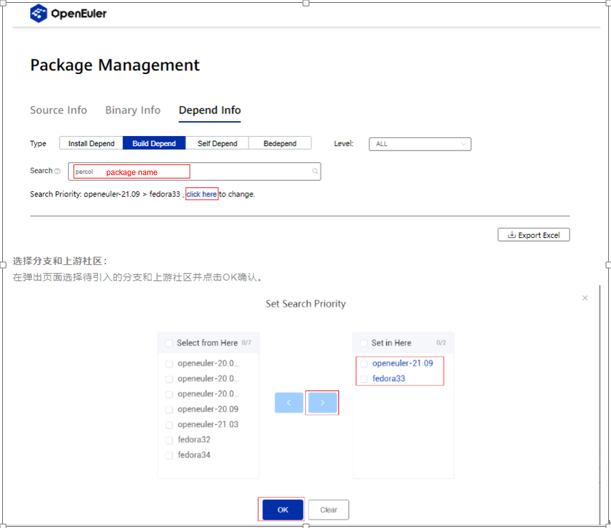 OpenEuler
Package Management
Source Info Binary Info Depend Info
Type Install Depend Build Depend Self Depend Bedepend Level: ALL
Search percol package name
Search Priority: openeuler-21.09 > fedora33 , click here to change.
Export Excel
选择分支和上游社区：
在弹出页面选择待引入的分支和上游社区并点击OK确认。
Set Search Priority
Select from Here 0/7
openeuler-20.0...
openeuler-20.0...
openeuler-20.0...
openeuler-20.09
openeuler-21.03
fedora32
fedora34
Set in Here 0/2
openeuler-21.09
fedora33
OK Clear